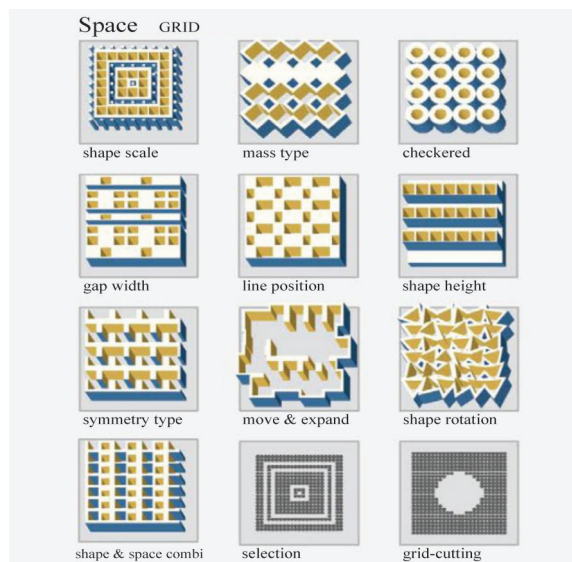 Space GRID
shape scale
mass type
checkered
gap width
line position
shape height
symmetry type
move & expand
shape rotation
shape & space combi
selection
grid-cutting